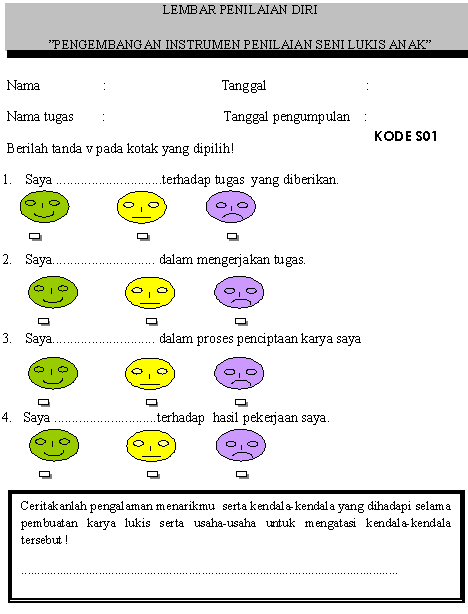 LEMBAR PENILAIAN DIRI
”PENGEMBANGAN INSTRUMEN PENILAIAN SENI LUKIS ANAK”
Nama : Tanggal :
Nama tugas : Tanggal pengumpulan :
KODE S01
Berilah tanda v pada kotak yang dipilih!
1. Saya ..............................terhadap tugas yang diberikan.
2. Saya............................. dalam mengerjakan tugas.
3. Saya............................. dalam proses penciptaan karya saya
4. Saya .............................terhadap hasil pekerjaan saya.
Ceritakanlah pengalaman menarikmu serta kendala-kendala yang dihadapi selama
pembuatan karya lukis serta usaha-usaha untuk mengatasi kendala-kendala
tersebut !
..............................................................................................................